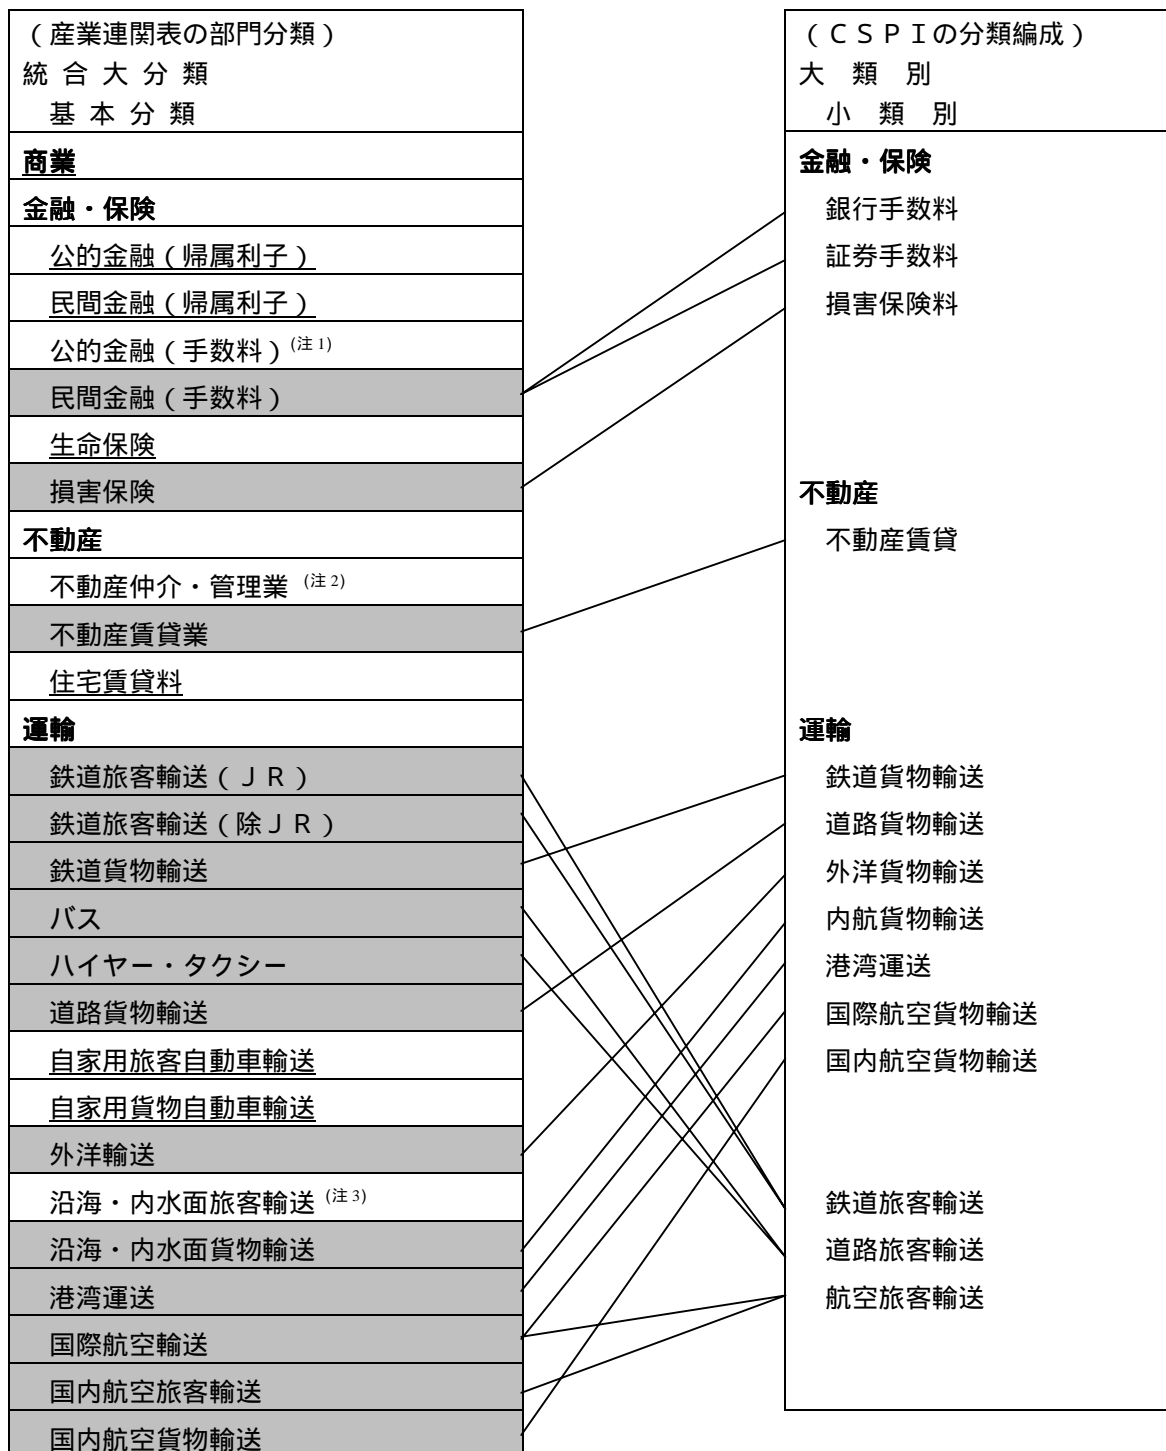 （産業連関表の部門分類）
統 合 大 分 類
基 本 分 類
商業
金融・保険
公的金融（帰属利子）
民間金融（帰属利子）
公的金融（手数料）(注 1)
民間金融（手数料）
生命保険
損害保険
不動産
不動産仲介・管理業 (注 2)
不動産賃貸業
住宅賃貸料
運輸
鉄道旅客輸送（ＪＲ）
鉄道旅客輸送（除ＪＲ）
鉄道貨物輸送
バス
ハイヤー・タクシー
道路貨物輸送
自家用旅客自動車輸送
自家用貨物自動車輸送
外洋輸送
沿海・内水面旅客輸送 (注 3)
沿海・内水面貨物輸送
港湾運送
国際航空輸送
国内航空旅客輸送
国内航空貨物輸送
（ＣＳＰＩの分類編成）
大 類 別
小 類 別
金融・保険
銀行手数料
証券手数料
損害保険料
不動産
不動産賃貸
運輸
鉄道貨物輸送
道路貨物輸送
外洋貨物輸送
内航貨物輸送
港湾運送
国際航空貨物輸送
国内航空貨物輸送
鉄道旅客輸送
道路旅客輸送
航空旅客輸送